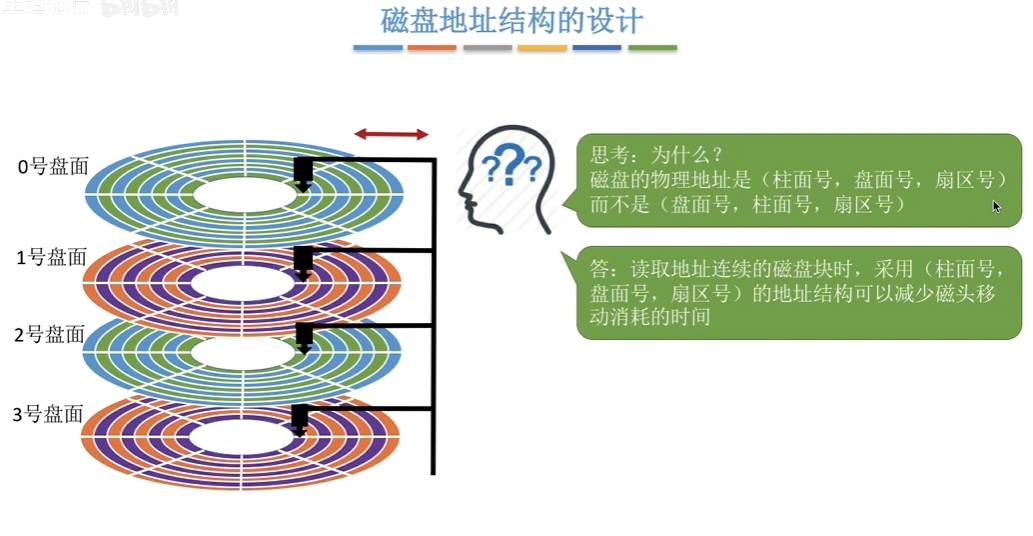 磁盘地址结构的设计
0号盘面
1号盘面
2号盘面
3号盘面
???
思考：为什么？
磁盘的物理地址是（柱面号，盘面号，扇区号）
而不是（盘面号，柱面号，扇区号）
答：读取地址连续的磁盘块时，采用（柱面号，
盘面号，扇区号）的地址结构可以减少磁头移
动消耗的时间